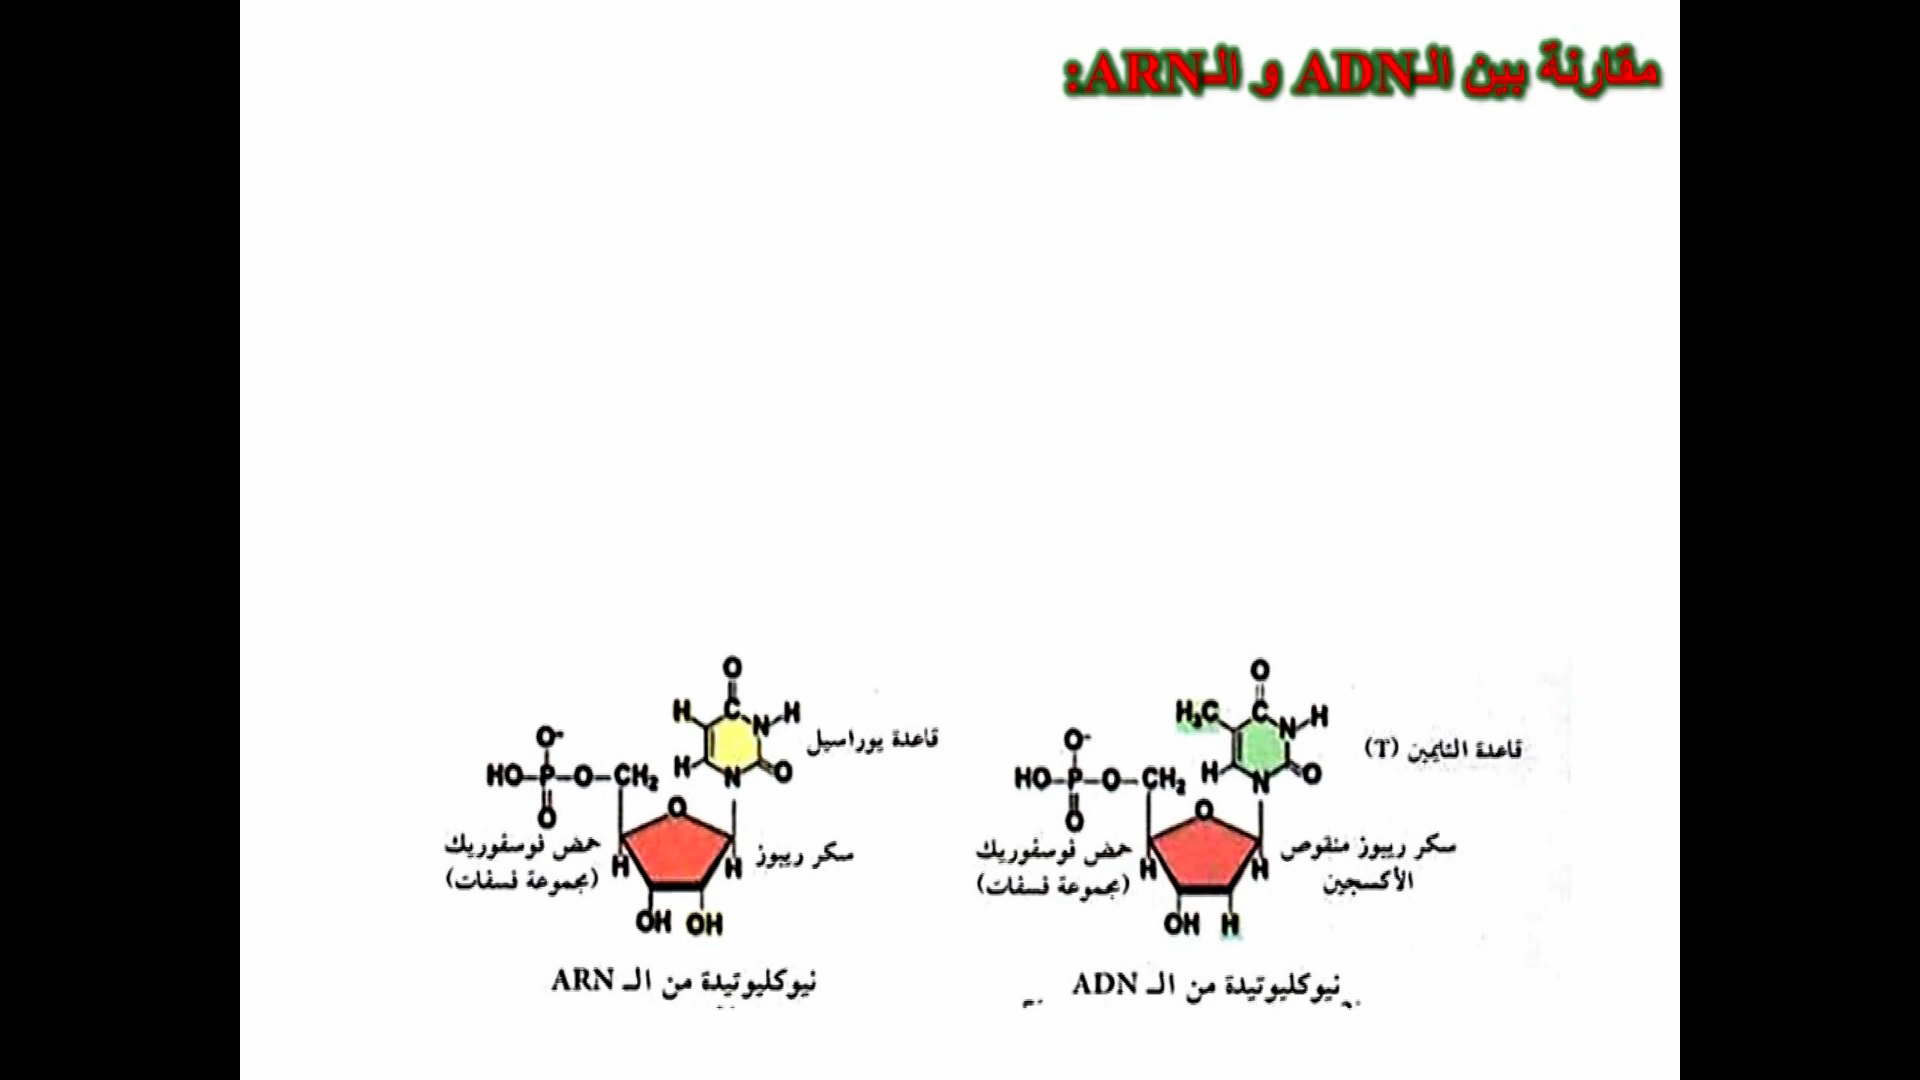 مقارنة بين الـADN و الـARN:
O
H₃C C N H
H N O
قاعدة التايمين (T)
O⁻
HO P O CH₂
O
O
H H
OH H
حمض فوسفوريك
(مجموعة فسفات)
سكر ريبوز منقوص
الأكسجين
نيوكليوتيدة من الـ ADN
O
H C N H
H N O
قاعدة يوراسيل
O⁻
HO P O CH₂
O
O
H H
OH OH
حمض فوسفوريك
(مجموعة فسفات)
سكر ريبوز
نيوكليوتيدة من الـ ARN